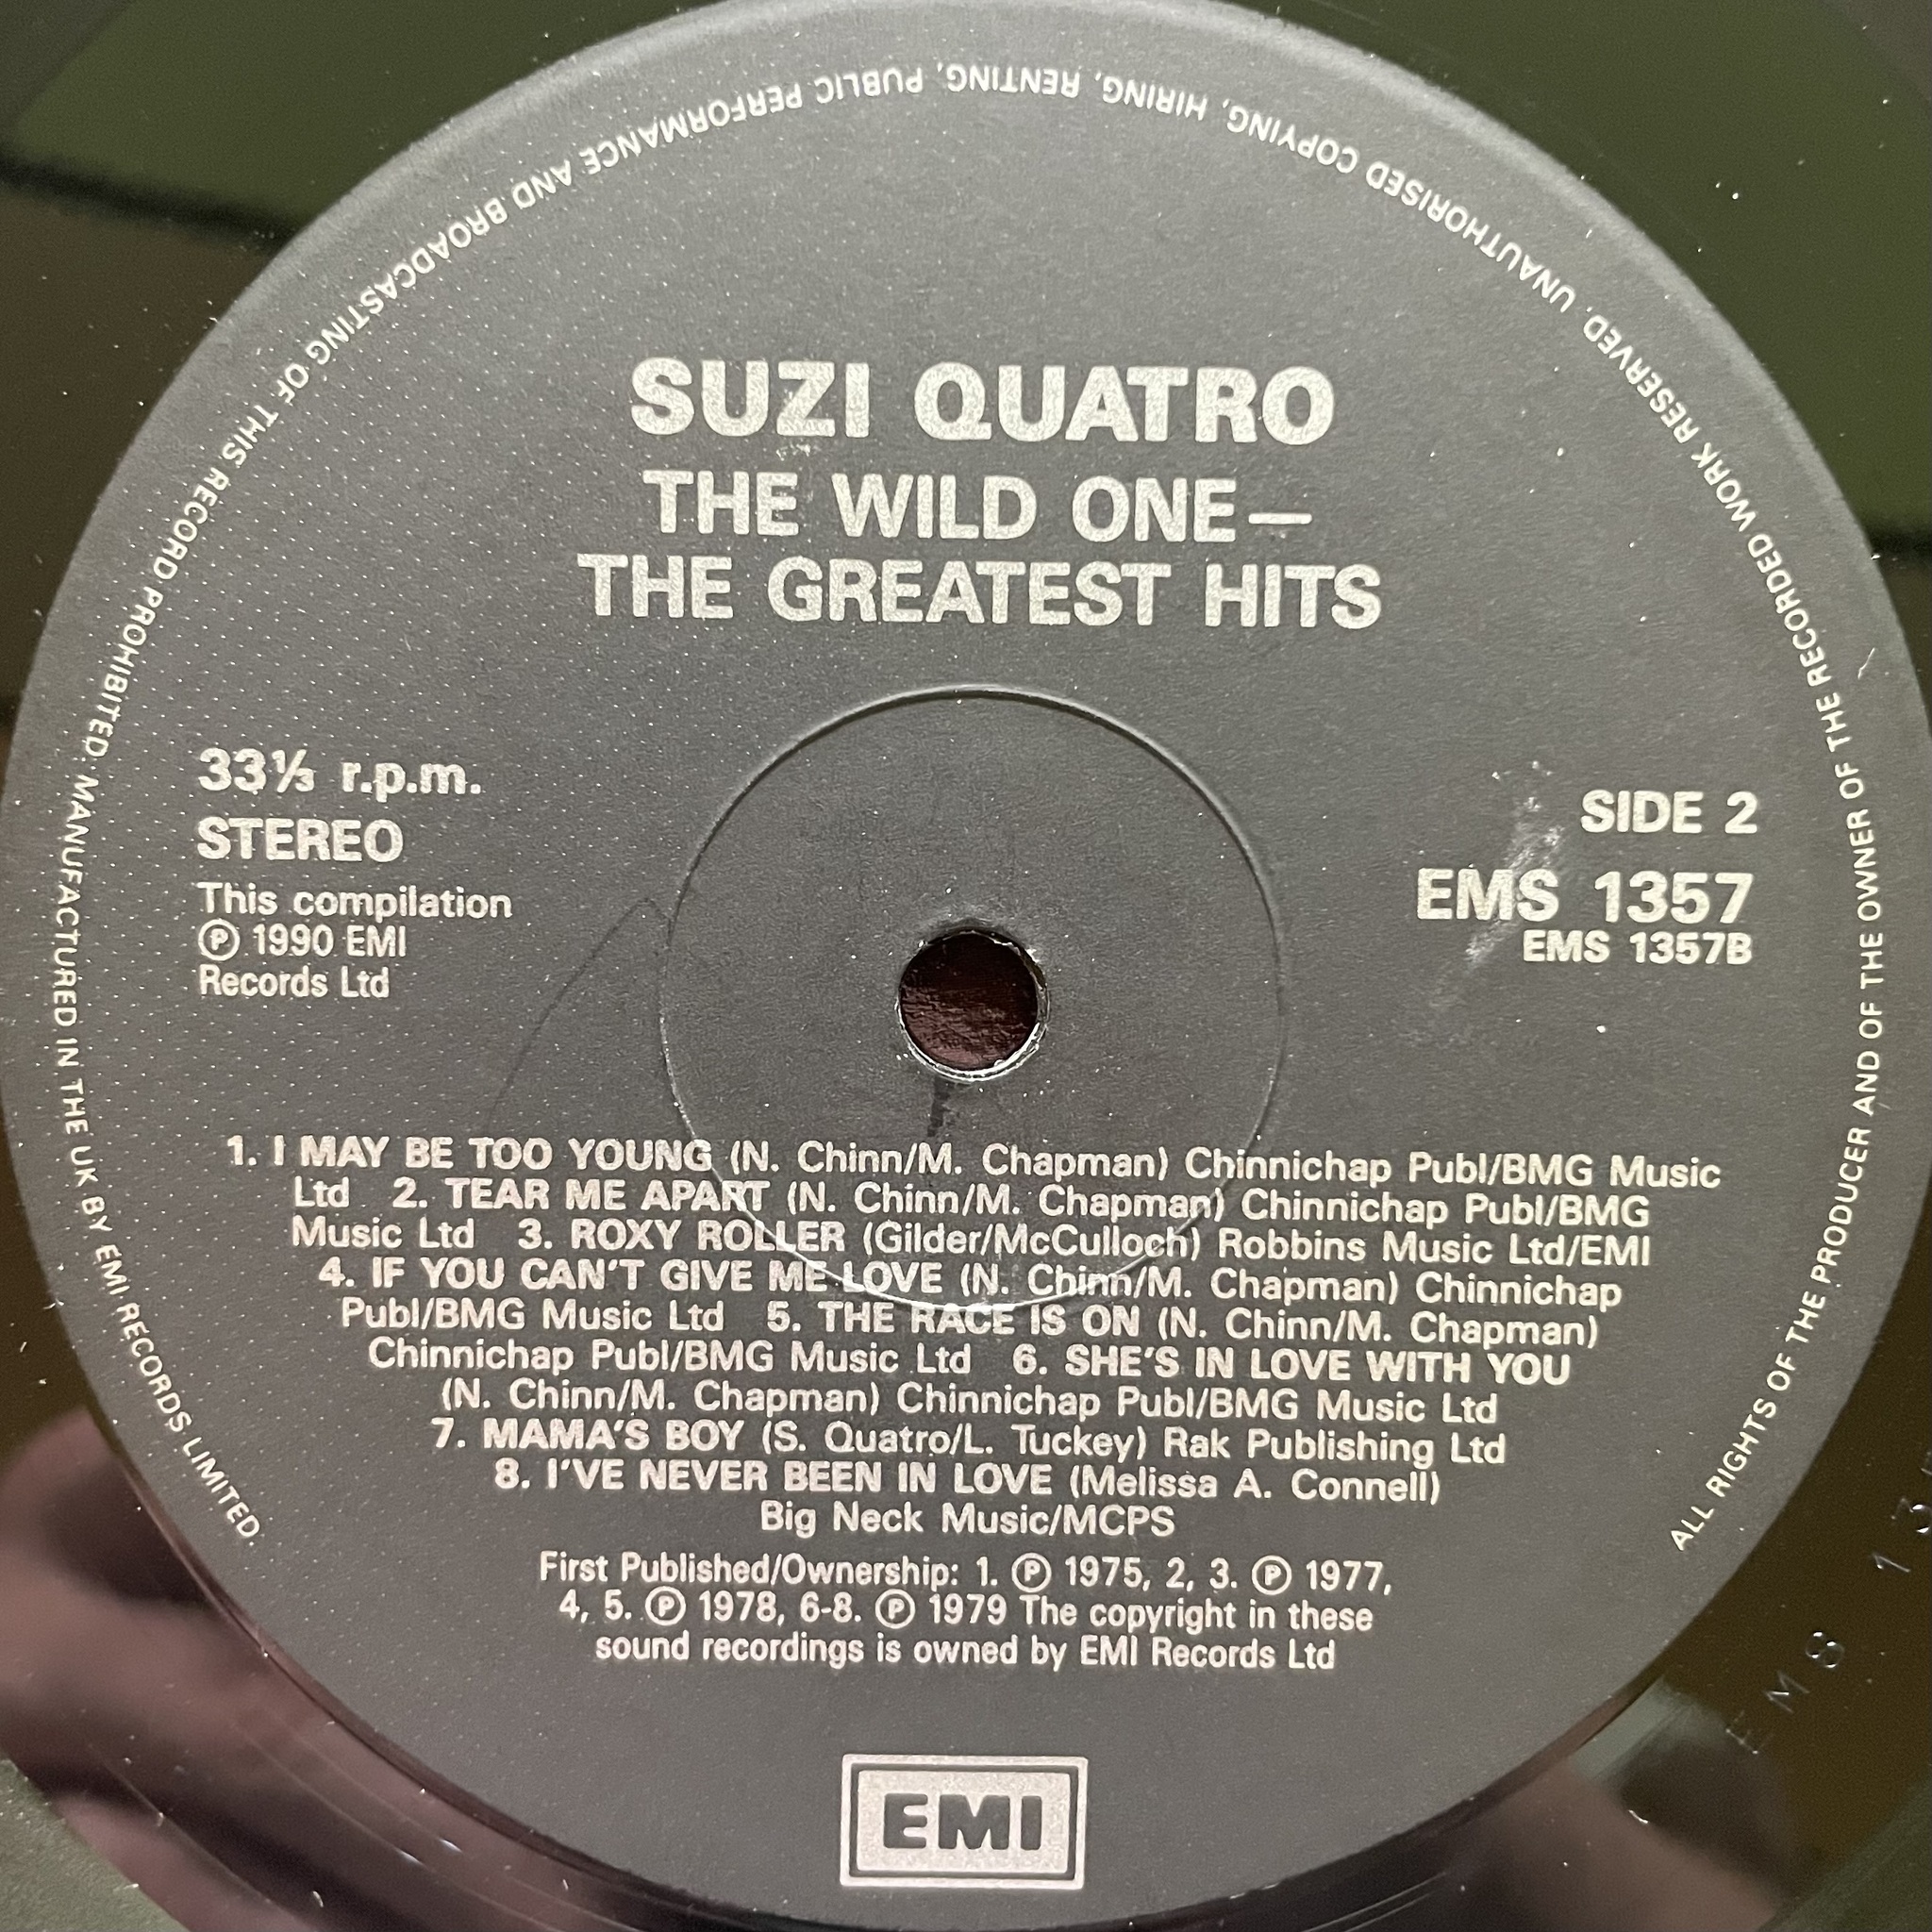 SUZI QUATRO
THE WILD ONE—
THE GREATEST HITS
33⅓ r.p.m.
STEREO
This compilation
Ⓟ 1990 EMI
Records Ltd
SIDE 2
EMS 1357
EMS 1357B
1. I MAY BE TOO YOUNG (N. Chinn/M. Chapman) Chinnichap Publ/BMG Music
Ltd 2. TEAR ME APART (N. Chinn/M. Chapman) Chinnichap Publ/BMG
Music Ltd 3. ROXY ROLLER (Gilder/McCulloch) Robbins Music Ltd/EMI
4. IF YOU CAN'T GIVE ME LOVE (N. Chinn/M. Chapman) Chinnichap
Publ/BMG Music Ltd 5. THE RACE IS ON (N. Chinn/M. Chapman)
Chinnichap Publ/BMG Music Ltd 6. SHE'S IN LOVE WITH YOU
(N. Chinn/M. Chapman) Chinnichap Publ/BMG Music Ltd
7. MAMA'S BOY (S. Quatro/L. Tuckey) Rak Publishing Ltd
8. I'VE NEVER BEEN IN LOVE (Melissa A. Connell)
Big Neck Music/MCPS
First Published/Ownership: 1. Ⓟ 1975, 2, 3. Ⓟ 1977,
4, 5. Ⓟ 1978, 6-8. Ⓟ 1979 The copyright in these
sound recordings is owned by EMI Records Ltd
EMI
ALL RIGHTS OF THE PRODUCER AND OF THE OWNER OF THE RECORDED WORK RESERVED. UNAUTHORISED COPYING, HIRING, RENTING, PUBLIC PERFORMANCE AND BROADCASTING OF THIS RECORD PROHIBITED. MANUFACTURED IN THE UK BY EMI RECORDS LIMITED.
EMS